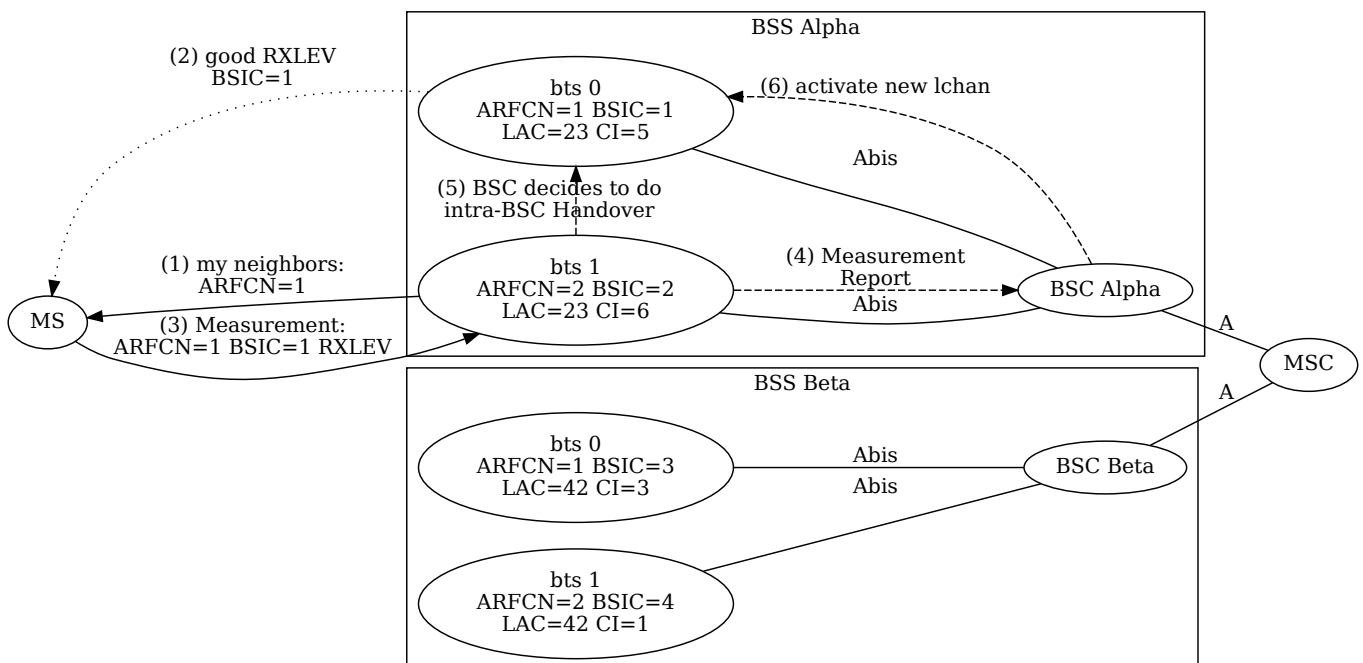 BSS Alpha
(2) good RXLEV
BSIC=1
bts 0
ARFCN=1 BSIC=1
LAC=23 CI=5
(6) activate new lchan
Abis
(5) BSC decides to do
intra-BSC Handover
(1) my neighbors:
ARFCN=1
bts 1
ARFCN=2 BSIC=2
LAC=23 CI=6
(4) Measurement
Report
Abis
BSC Alpha
MS
(3) Measurement:
ARFCN=1 BSIC=1 RXLEV
A
MSC
A
BSS Beta
bts 0
ARFCN=1 BSIC=3
LAC=42 CI=3
Abis
Abis
BSC Beta
bts 1
ARFCN=2 BSIC=4
LAC=42 CI=1